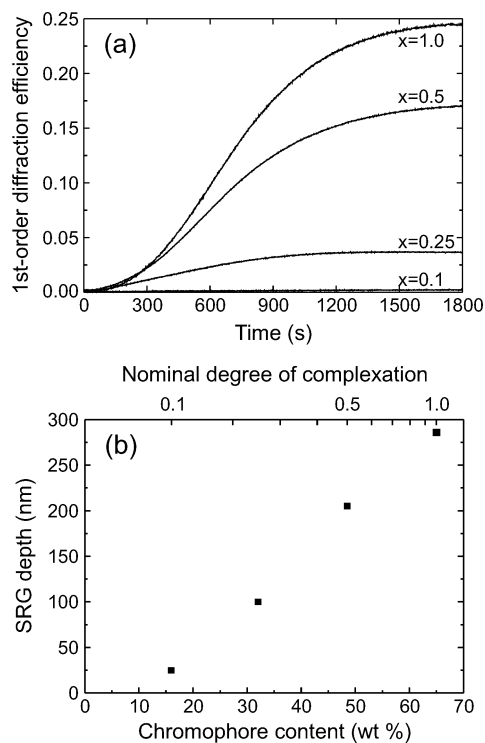 (a)
1st-order diffraction efficiency
0.25
0.20
0.15
0.10
0.05
0.00
x=1.0
x=0.5
x=0.25
x=0.1
0 300 600 900 1200 1500 1800
Time (s)
Nominal degree of complexation
0.1 0.5 1.0
(b)
SRG depth (nm)
300
250
200
150
100
50
0
0 10 20 30 40 50 60 70
Chromophore content (wt %)